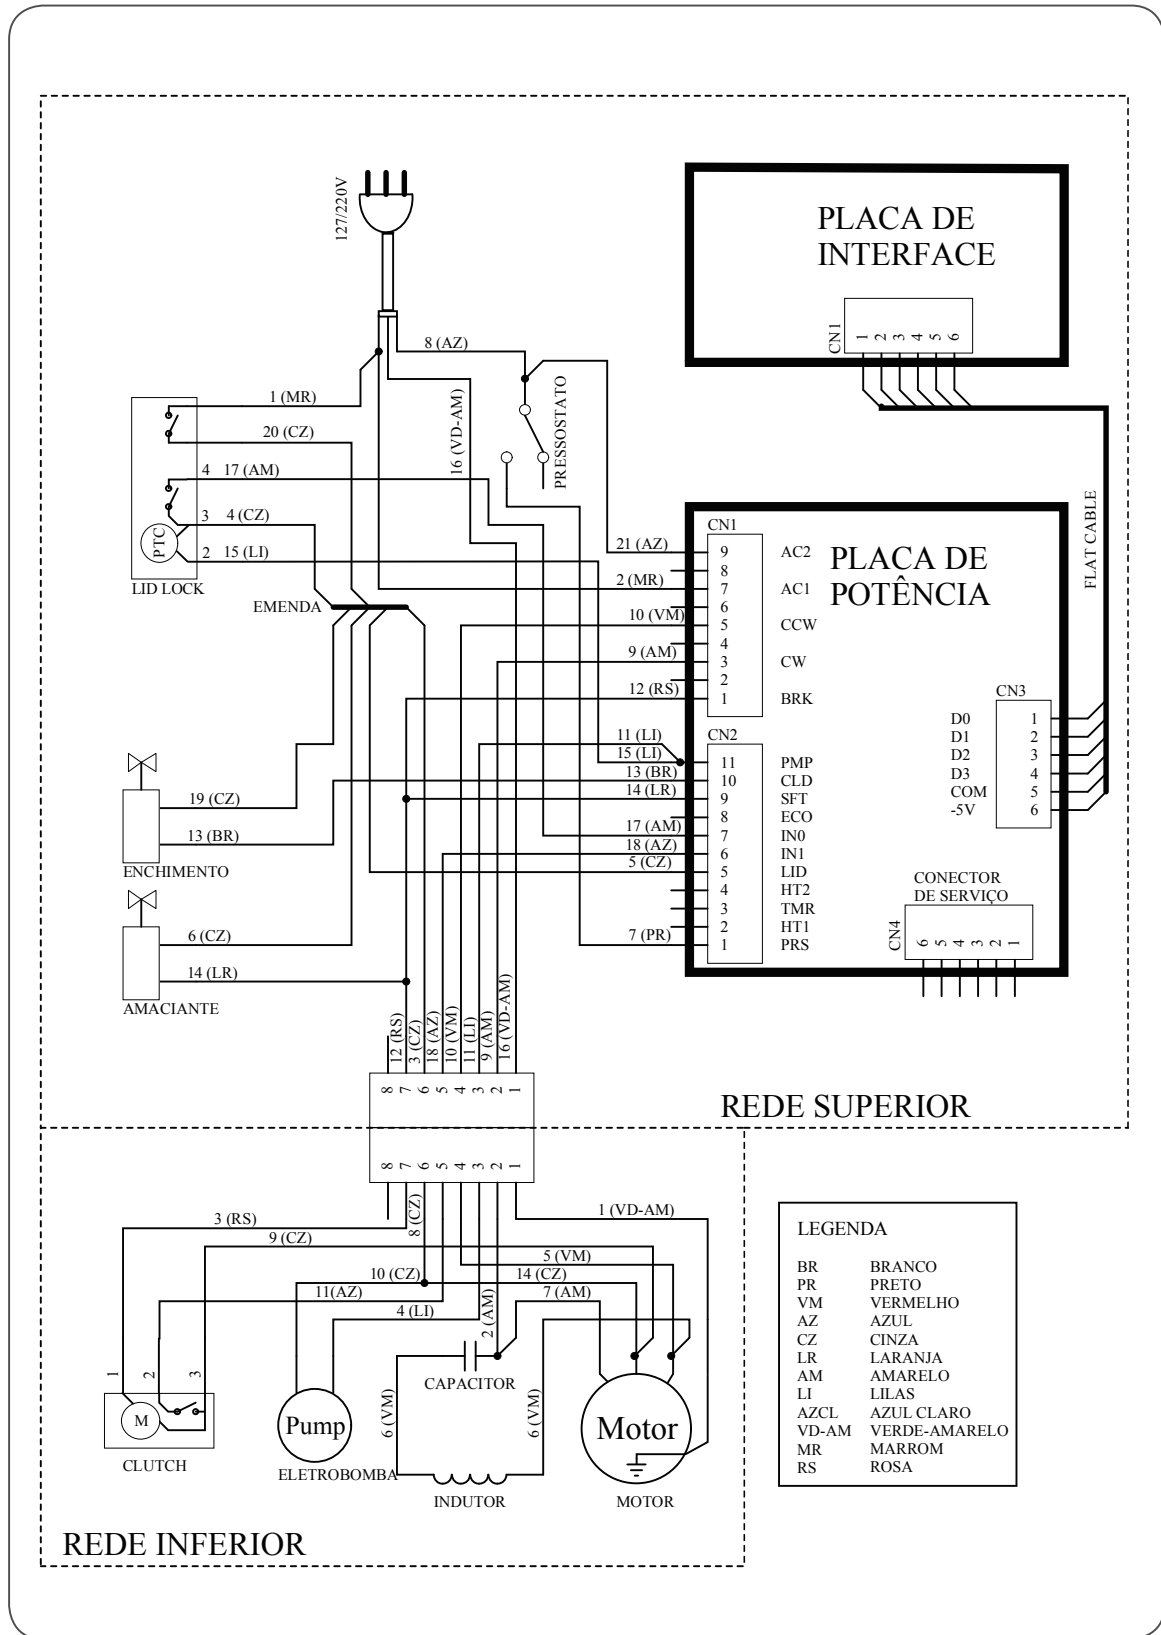 127/220V
PLACA DE
INTERFACE
CN1
1 2 3 4 5 6
8 (AZ)
1 (MR)
20 (CZ)
16 (VD-AM)
PRESSOSTATO
4 17 (AM)
3 4 (CZ)
2 15 (LI)
PTC
LID LOCK
EMENDA
FLAT CABLE
PLACA DE
POTÊNCIA
CN1
21 (AZ) 9 AC2
8
2 (MR) 7 AC1
6
10 (VM) 5 CCW
4
9 (AM) 3 CW
2
12 (RS) 1 BRK
CN2
11 (LI)
15 (LI) 11 PMP
13 (BR) 10 CLD
14 (LR) 9 SFT
8 ECO
17 (AM) 7 IN0
18 (AZ) 6 IN1
5 (CZ) 5 LID
4 HT2
3 TMR
2 HT1
7 (PR) 1 PRS
CN3
D0 1
D1 2
D2 3
D3 4
COM 5
-5V 6
CONECTOR
DE SERVIÇO
CN4
6 5 4 3 2 1
19 (CZ)
13 (BR)
ENCHIMENTO
6 (CZ)
14 (LR)
AMACIANTE
12 (RS)
3 (CZ)
18 (AZ)
10 (VM)
11 (LI)
9 (AM)
16 (VD-AM)
8 7 6 5 4 3 2 1
REDE SUPERIOR
8 7 6 5 4 3 2 1
3 (RS)
8 (CZ)
1 (VD-AM)
9 (CZ)
5 (VM)
10 (CZ)
14 (CZ)
11(AZ)
7 (AM)
4 (LI)
2 (AM)
1 2 3
M
CLUTCH
Pump
ELETROBOMBA
CAPACITOR
6 (VM)
6 (VM)
INDUTOR
Motor
MOTOR
REDE INFERIOR
LEGENDA
BR BRANCO
PR PRETO
VM VERMELHO
AZ AZUL
CZ CINZA
LR LARANJA
AM AMARELO
LI LILAS
AZCL AZUL CLARO
VD-AM VERDE-AMARELO
MR MARROM
RS ROSA